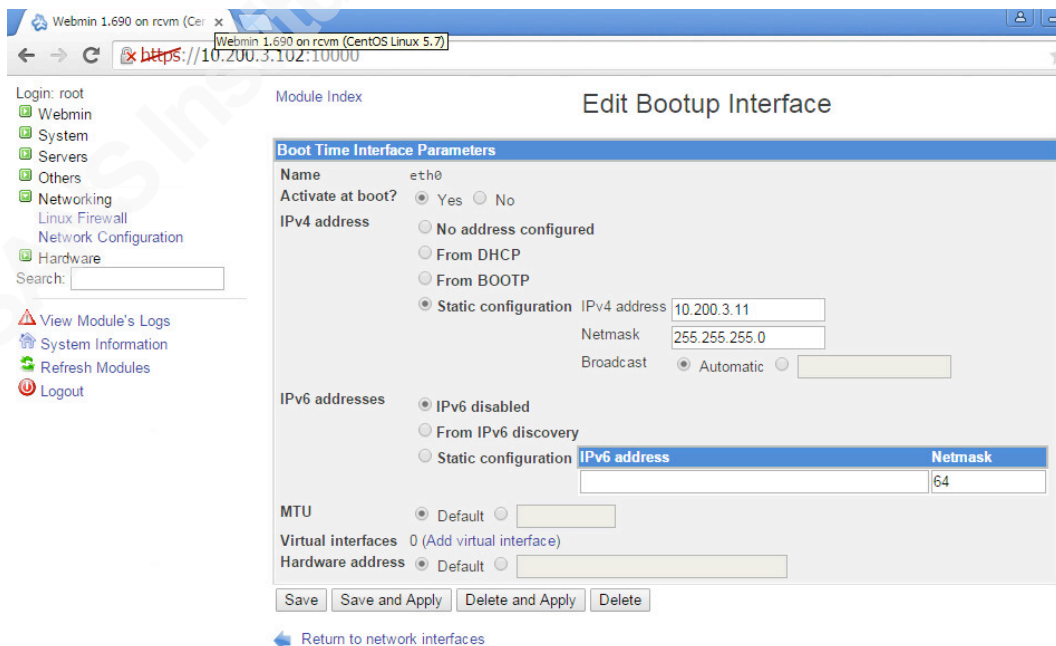 Webmin 1.690 on rcvm (Cer
Webmin 1.690 on rcvm (CentOS Linux 5.7)
https://10.200.3.102:10000
Login: root
Webmin
System
Servers
Others
Networking
Linux Firewall
Network Configuration
Hardware
Search:
View Module's Logs
System Information
Refresh Modules
Logout
Module Index
Edit Bootup Interface
Boot Time Interface Parameters
Name eth0
Activate at boot? Yes No
IPv4 address
No address configured
From DHCP
From BOOTP
Static configuration IPv4 address 10.200.3.11
Netmask 255.255.255.0
Broadcast Automatic
IPv6 addresses
IPv6 disabled
From IPv6 discovery
Static configuration IPv6 address Netmask
64
MTU Default
Virtual interfaces 0 (Add virtual interface)
Hardware address Default
Save Save and Apply Delete and Apply Delete
Return to network interfaces